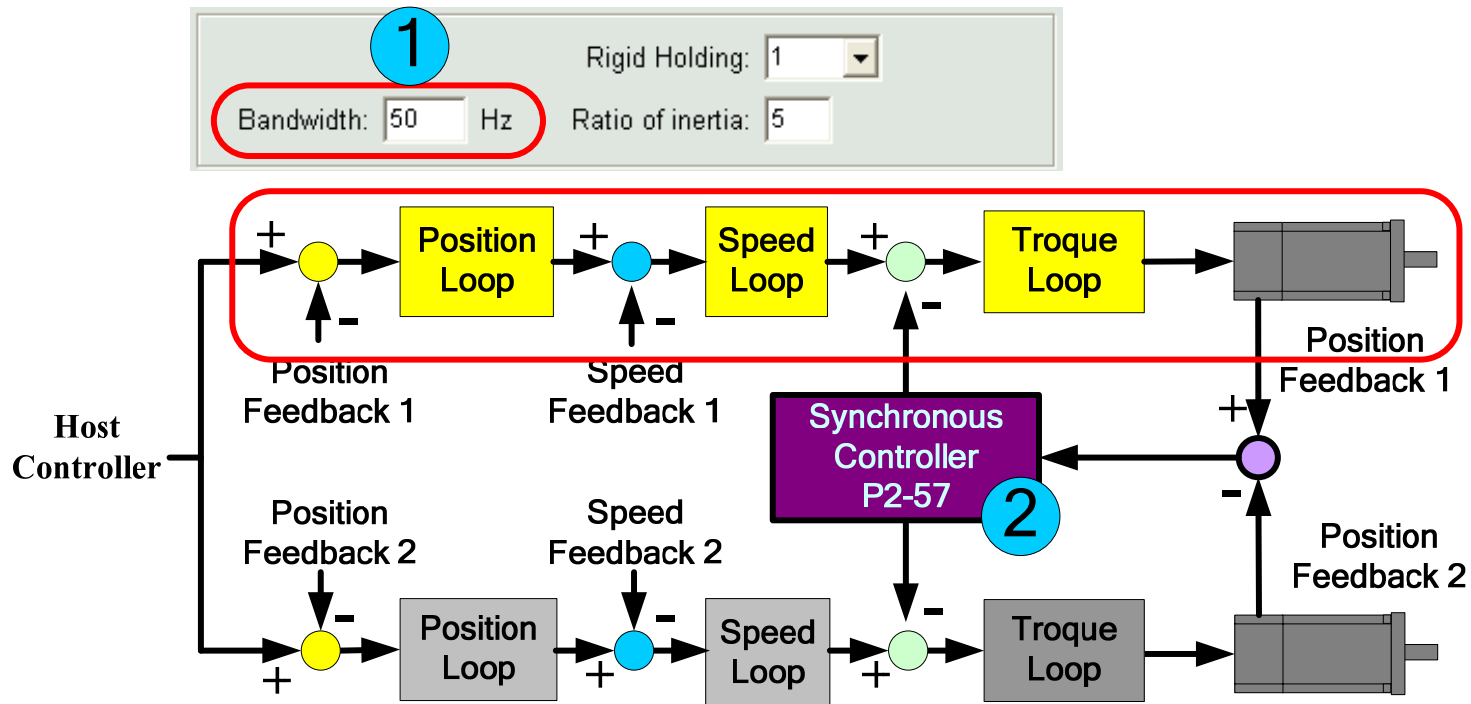 1
Rigid Holding: 1
Bandwidth: 50 Hz
Ratio of inertia: 5
+
Position
Loop
+
Speed
Loop
+
Troque
Loop
-
-
-
Position
Feedback 1
Speed
Feedback 1
Position
Feedback 1
Host
Controller
Synchronous
Controller
P2-57
2
+
-
Position
Feedback 2
Speed
Feedback 2
Position
Feedback 2
-
-
-
Position
Loop
Speed
Loop
Troque
Loop
+
+
+